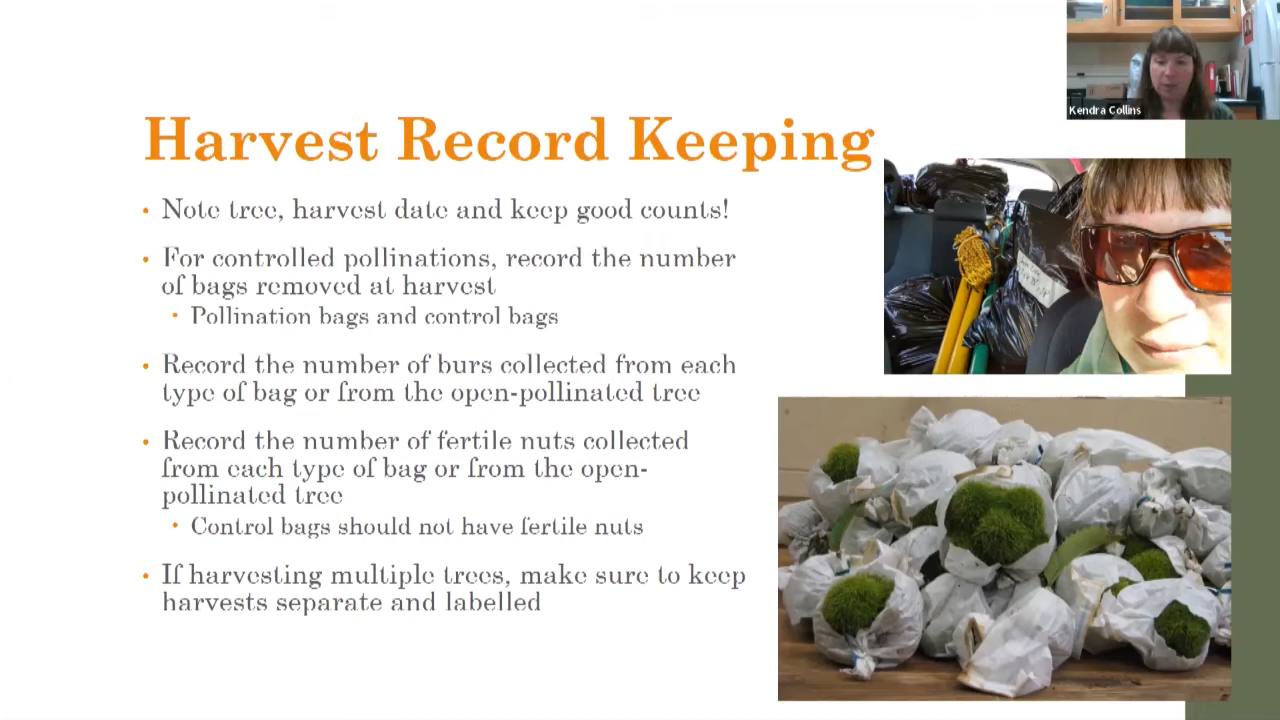 Kendra Collins
Harvest Record Keeping
• Note tree, harvest date and keep good counts!
• For controlled pollinations, record the number
of bags removed at harvest
• Pollination bags and control bags
• Record the number of burs collected from each
type of bag or from the open-pollinated tree
• Record the number of fertile nuts collected
from each type of bag or from the open-
pollinated tree
• Control bags should not have fertile nuts
• If harvesting multiple trees, make sure to keep
harvests separate and labelled